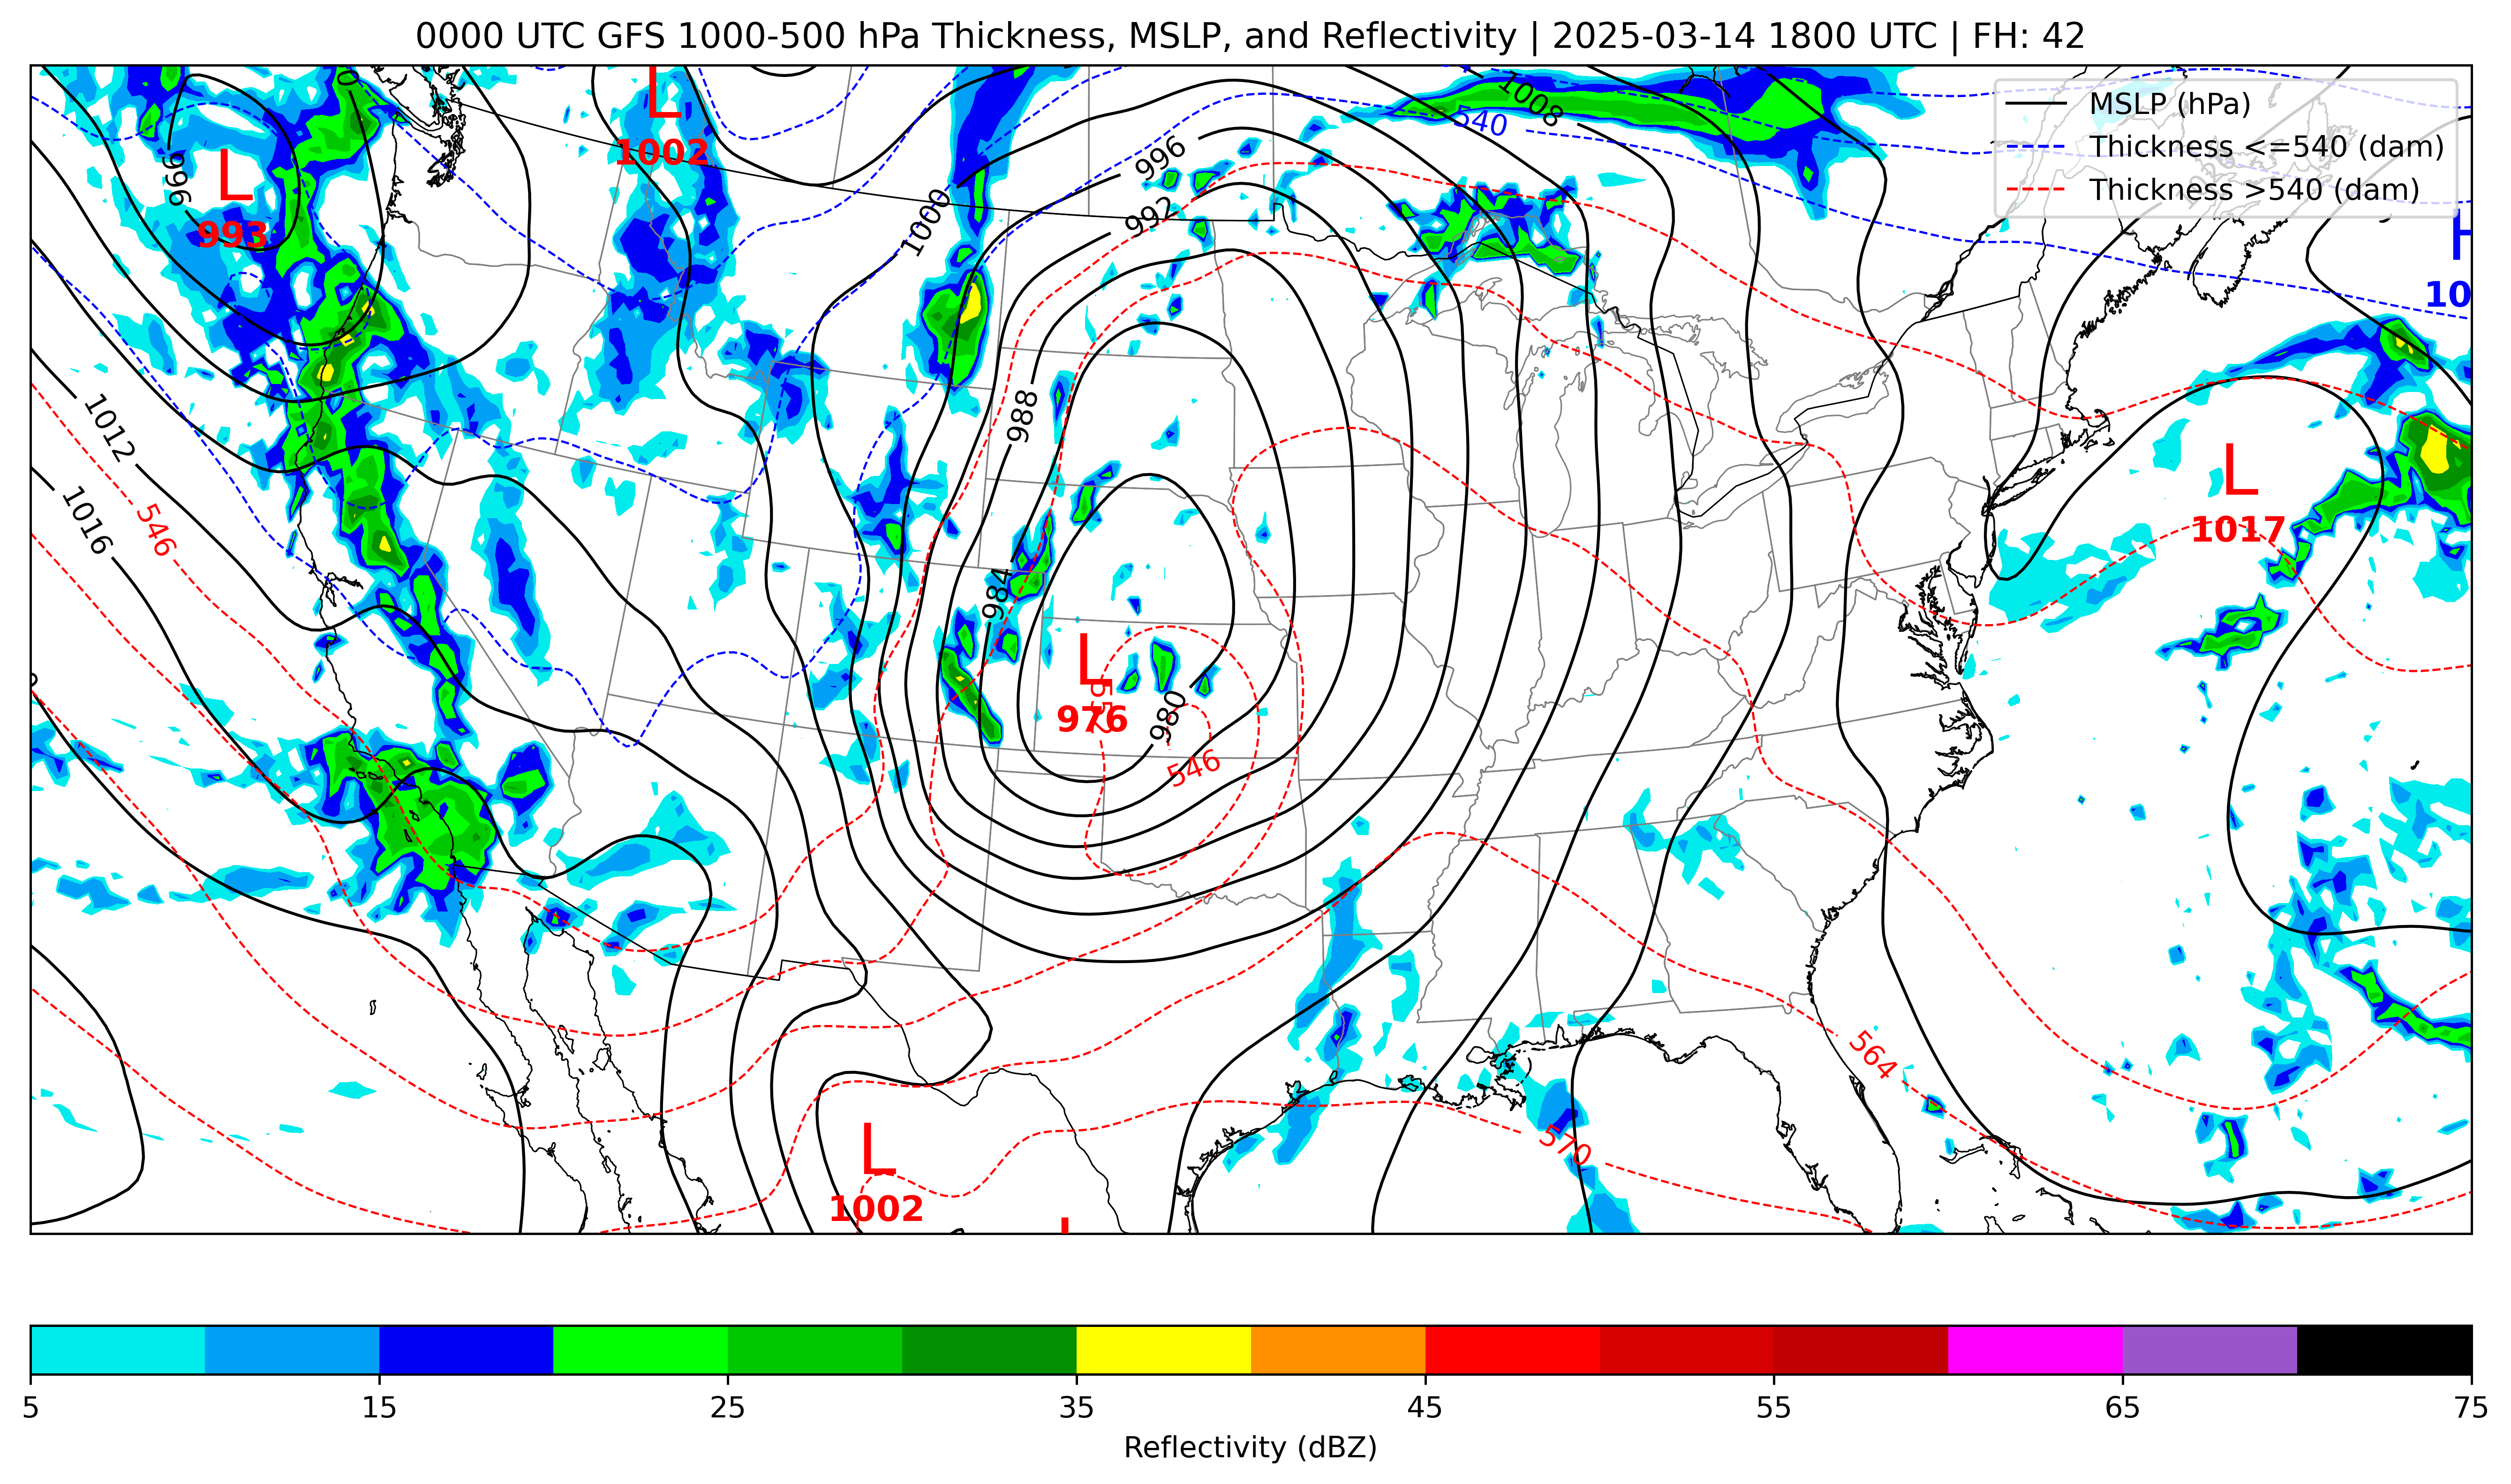 0000 UTC GFS 1000-500 hPa Thickness, MSLP, and Reflectivity | 2025-03-14 1800 UTC | FH: 42
MSLP (hPa)
Thickness <=540 (dam)
Thickness >540 (dam)
L
1002
1008
540
996
L
993
996
992
1000
H
10
988
1012
1016
546
L
1017
984
L
976
552
980
546
564
570
L
1002
5
15
25
35
45
55
65
75
Reflectivity (dBZ)